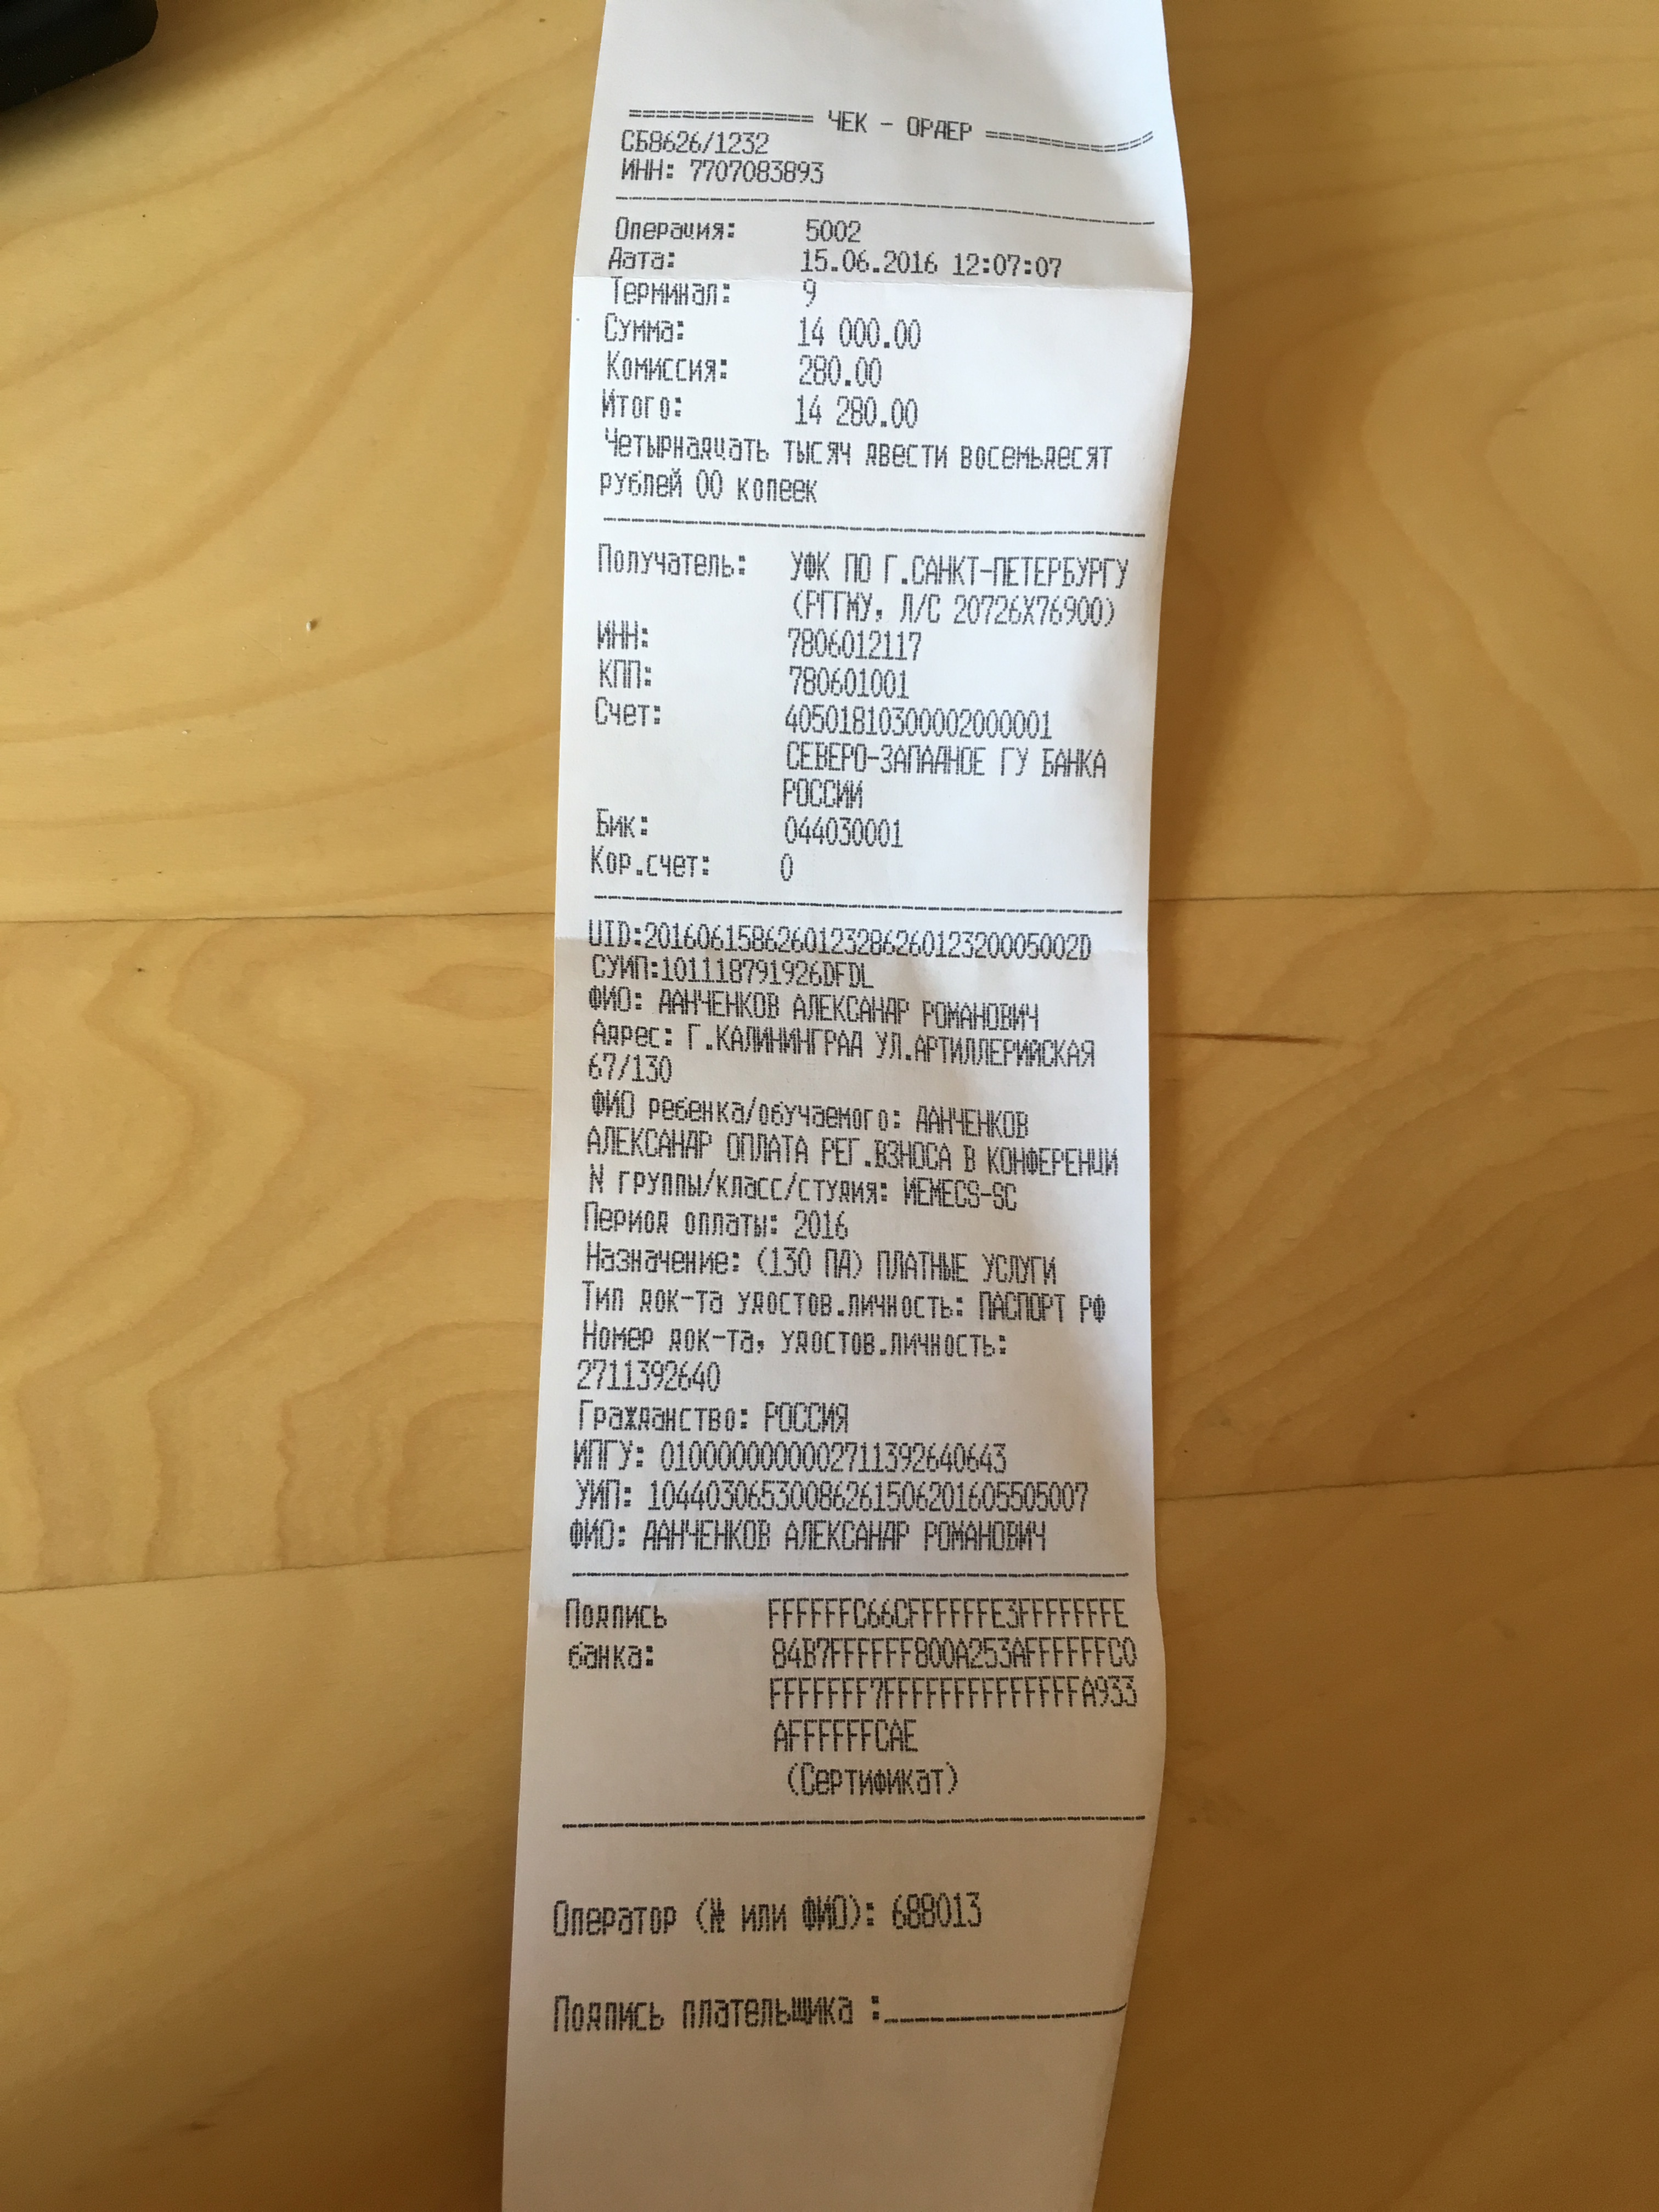 ============== ЧЕК - ОРДЕР =============
СБ8626/1232
ИНН: 7707083893
Операция: 5002
Дата: 15.06.2016 12:07:07
Терминал: 9
Сумма: 14 000.00
Комиссия: 280.00
Итого: 14 280.00
Четырнадцать тысяч двести восемьдесят
рублей 00 копеек
Получатель: УФК ПО Г.САНКТ-ПЕТЕРБУРГУ
(РГГМУ, Л/С 20726Х76900)
ИНН: 7806012117
КПП: 780601001
Счет: 40501810300002000001
СЕВЕРО-ЗАПАДНОЕ ГУ БАНКА
РОССИИ
Бик: 044030001
Кор.счет: 0
UID:201606158626012328626012320005002D
СУИП:101118791926DFDL
ФИО: ДАНЧЕНКОВ АЛЕКСАНДР РОМАНОВИЧ
Адрес: Г.КАЛИНИНГРАД УЛ.АРТИЛЛЕРИЙСКАЯ
67/130
ФИО ребенка/обучаемого: ДАНЧЕНКОВ
АЛЕКСАНДР ОПЛАТА РЕГ.ВЗНОСА В КОНФЕРЕНЦИ
N группы/класс/студия: ИEMECS-SC
Период оплаты: 2016
Назначение: (130 ПД) ПЛАТНЫЕ УСЛУГИ
Тип док-та удостов.личность: ПАСПОРТ РФ
Номер док-та, удостов.личность:
2711392640
Гражданство: РОССИЯ
ИПГУ: 0100000000002711392640643
УИП: 10440306530086261506201605505007
ФИО: ДАНЧЕНКОВ АЛЕКСАНДР РОМАНОВИЧ
Подпись FFFFFFC66CFFFFFFE3FFFFFFFE
банка: 84B7FFFFFF800A253AFFFFFFC0
FFFFFFF7FFFFFFFFFFFFFFA933
AFFFFFFCAE
(Сертификат)
Оператор (№ или ФИО): 688013
Подпись плательщика :